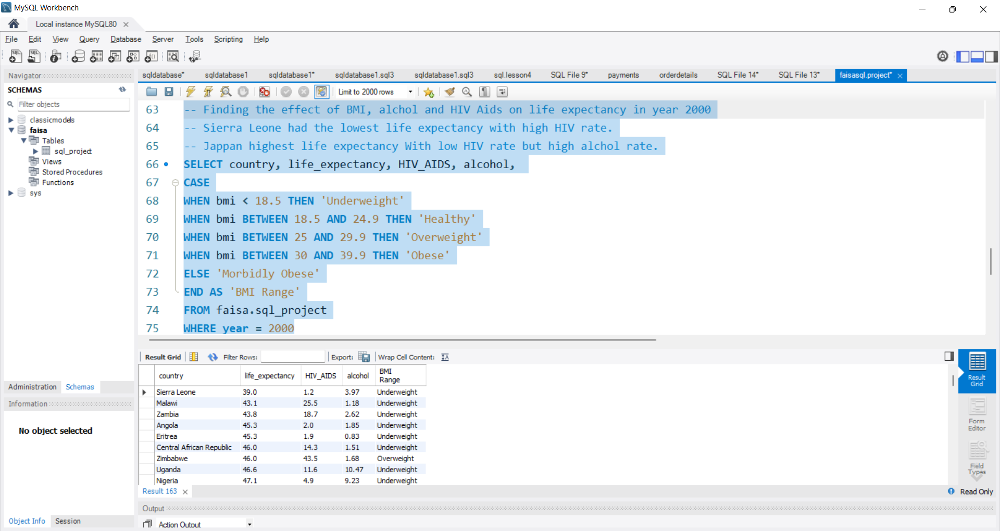 MySQL Workbench
Local instance MySQL80
File Edit View Query Database Server Tools Scripting Help
Navigator
SCHEMAS
Filter objects
classicmodels
faisa
Tables
sql_project
Views
Stored Procedures
Functions
sys
Administration Schemas
Information
No object selected
Object Info Session
sqldatabase* sqldatabase1 sqldatabase1* sqldatabase1.sql3 sqldatabase1.sql3 sql.lesson4 SQL File 9* payments orderdetails SQL File 14* SQL File 13* faisasql.project*
Limit to 2000 rows
63 -- Finding the effect of BMI, alchol and HIV Aids on life expectancy in year 2000
64 -- Sierra Leone had the lowest life expectancy with high HIV rate.
65 -- Jappan highest life expectancy With low HIV rate but high alchol rate.
66 SELECT country, life_expectancy, HIV_AIDS, alcohol,
67 CASE
68 WHEN bmi < 18.5 THEN 'Underweight'
69 WHEN bmi BETWEEN 18.5 AND 24.9 THEN 'Healthy'
70 WHEN bmi BETWEEN 25 AND 29.9 THEN 'Overweight'
71 WHEN bmi BETWEEN 30 AND 39.9 THEN 'Obese'
72 ELSE 'Morbidly Obese'
73 END AS 'BMI Range'
74 FROM faisa.sql_project
75 WHERE year = 2000
Result Grid Filter Rows: Export: Wrap Cell Content:
country life_expectancy HIV_AIDS alcohol BMI Range
Sierra Leone 39.0 1.2 3.97 Underweight
Malawi 43.1 25.5 1.18 Underweight
Zambia 43.8 18.7 2.62 Underweight
Angola 45.3 2.0 1.85 Underweight
Eritrea 45.3 1.9 0.83 Underweight
Central African Republic 46.0 14.3 1.51 Underweight
Zimbabwe 46.0 43.5 1.68 Overweight
Uganda 46.6 11.6 10.47 Underweight
Nigeria 47.1 4.9 9.23 Underweight
Result Grid
Form Editor
Field Types
Result 163
Read Only
Output
Action Output